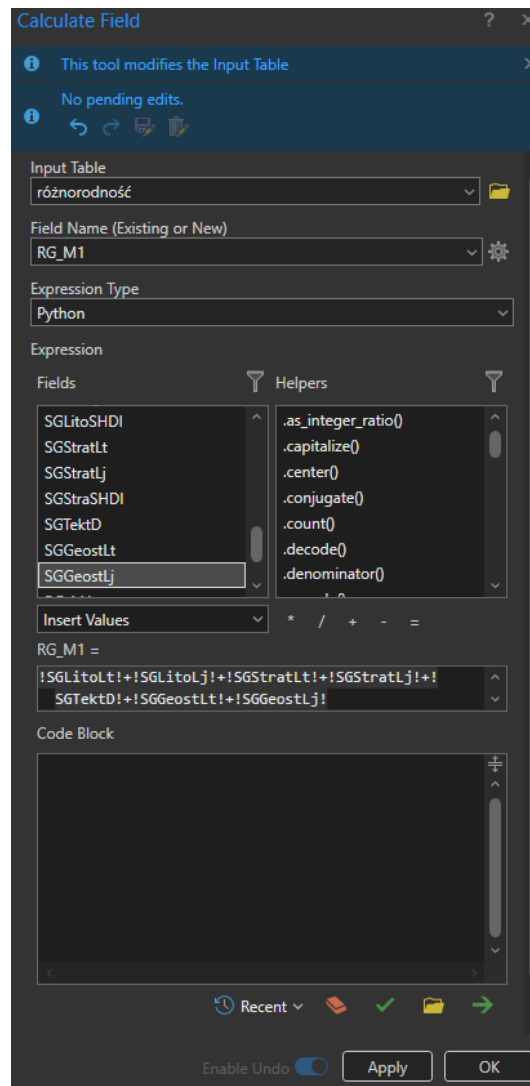 Calculate Field ?
This tool modifies the Input Table
No pending edits.
Input Table
różnorodność
Field Name (Existing or New)
RG_M1
Expression Type
Python
Expression
Fields
Helpers
SGLitoSHDI
SGStratLt
SGStratLj
SGStraSHDI
SGTektD
SGGeostLt
SGGeostLj
.as_integer_ratio()
.capitalize()
.center()
.conjugate()
.count()
.decode()
.denominator()
Insert Values
* / + - =
RG_M1 =
!SGLitoLt!+!SGLitoLj!+!SGStratLt!+!SGStratLj!+!
SGTektD!+!SGGeostLt!+!SGGeostLj!
Code Block
Recent
Enable Undo
Apply
OK